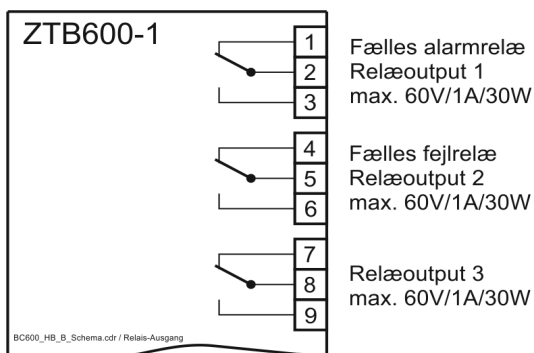 ZTB600-1
1
2
3
Fælles alarmrelæ
Relæoutput 1
max. 60V/1A/30W
4
5
6
Fælles fejlrelæ
Relæoutput 2
max. 60V/1A/30W
7
8
9
Relæoutput 3
max. 60V/1A/30W
BC600_HB_B_Schema.cdr / Relais-Ausgang